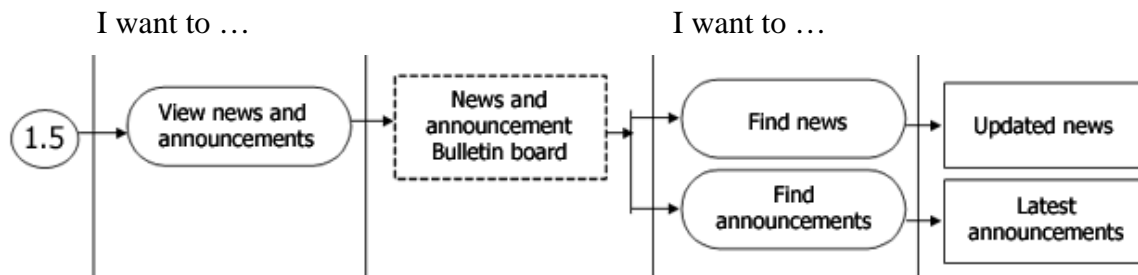 I want to …
I want to …
1.5
View news and
announcements
News and
announcement
Bulletin board
Find news
Updated news
Find
announcements
Latest
announcements